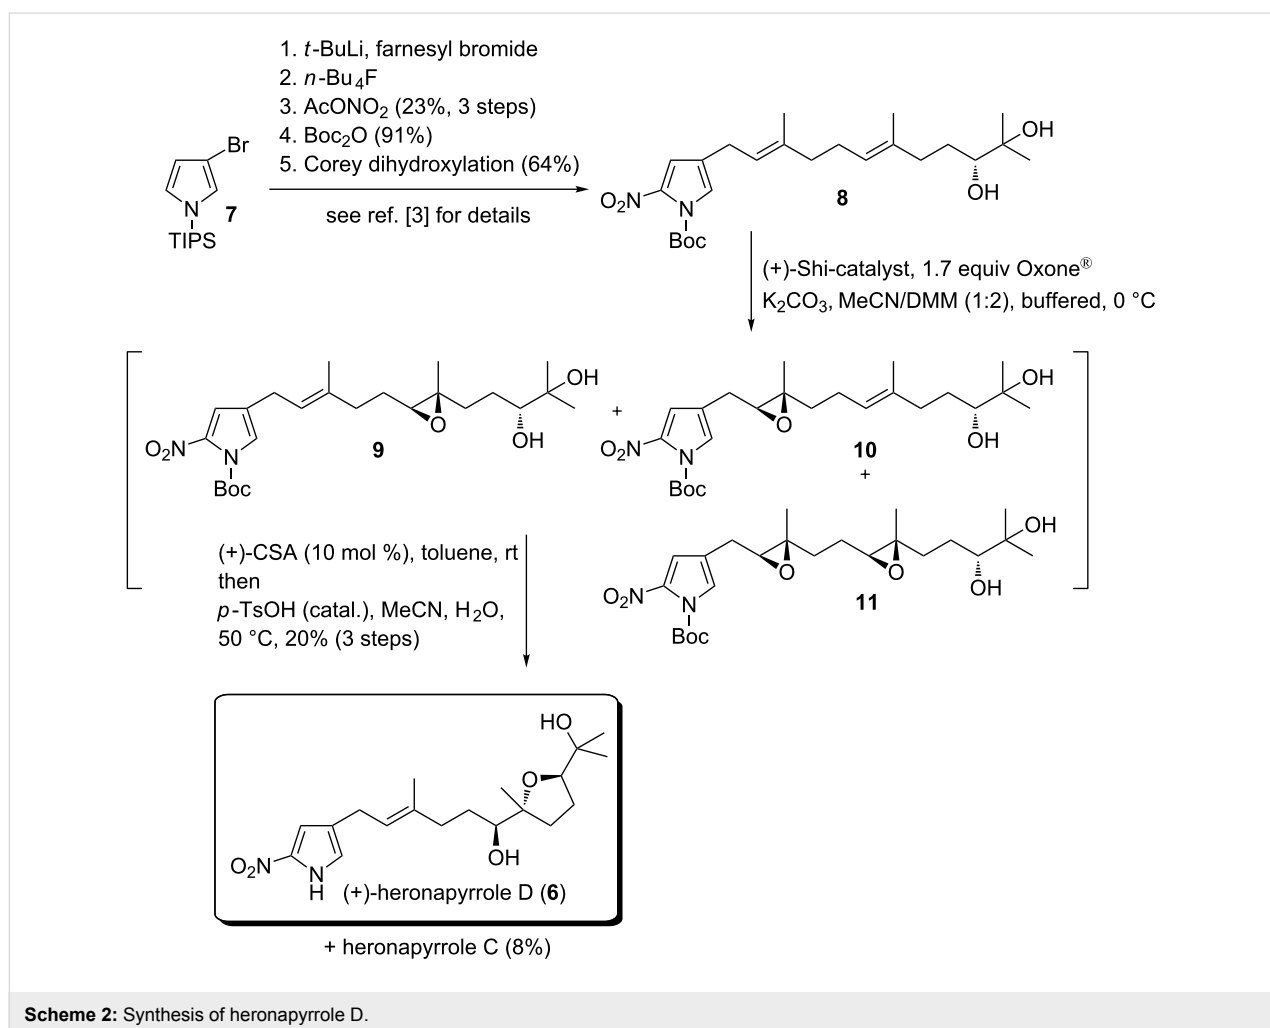 1. t-BuLi, farnesyl bromide
2. n-Bu4F
3. AcONO2 (23%, 3 steps)
4. Boc2O (91%)
5. Corey dihydroxylation (64%)
see ref. [3] for details
Br
N
TIPS
7
O2N
N
Boc
OH
OH
8
(+)-Shi-catalyst, 1.7 equiv Oxone®
K2CO3, MeCN/DMM (1:2), buffered, 0 °C
O2N
N
Boc
O
OH
OH
9
+
O2N
N
Boc
O
OH
OH
10
+
O2N
N
Boc
O
O
OH
OH
11
(+)-CSA (10 mol %), toluene, rt
then
p-TsOH (catal.), MeCN, H2O,
50 °C, 20% (3 steps)
HO
O
OH
O2N
N
H
(+)-heronapyrrole D (6)
+ heronapyrrole C (8%)
Scheme 2: Synthesis of heronapyrrole D.